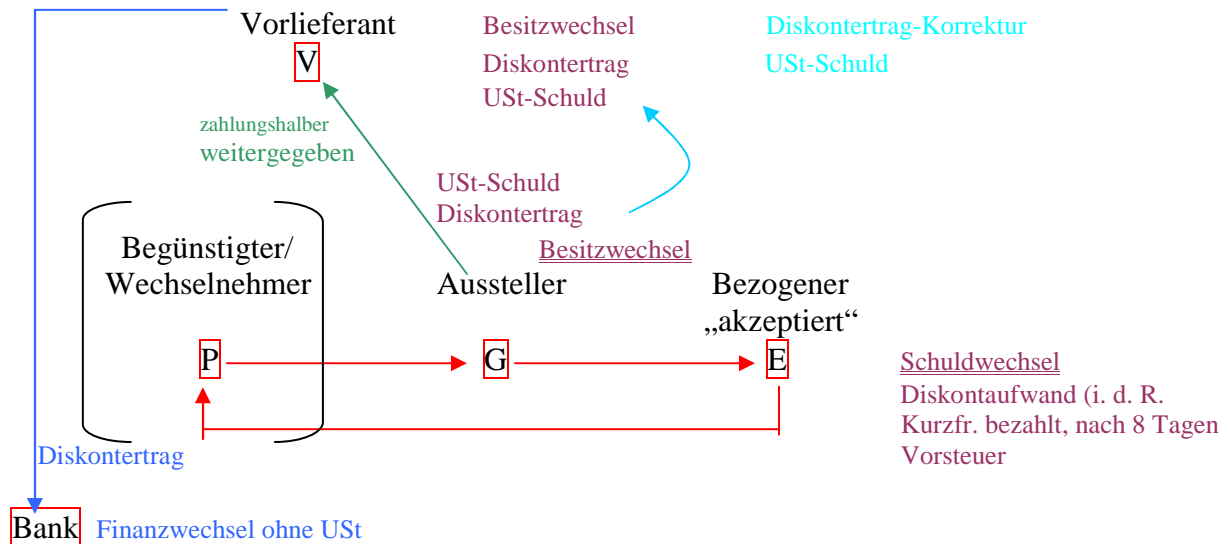 Vorlieferant
V
Besitzwechsel
Diskontertrag
USt-Schuld
Diskontertrag-Korrektur
USt-Schuld
zahlungshalber
weitergegeben
USt-Schuld
Diskontertrag
Besitzwechsel
Begünstigter/
Wechselnehmer
Aussteller
Bezogener
„akzeptiert“
P
G
E
Schuldwechsel
Diskontaufwand (i. d. R.
Kurzfr. bezahlt, nach 8 Tagen
Vorsteuer
Diskontertrag
Bank
Finanzwechsel ohne USt